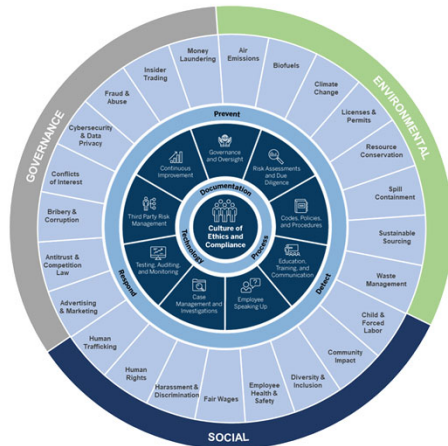 GOVERNANCE
ENVIRONMENTAL
SOCIAL
Money
Laundering
Air
Emissions
Biofuels
Climate
Change
Licenses &
Permits
Resource
Conservation
Spill
Containment
Sustainable
Sourcing
Waste
Management
Child &
Forced
Labor
Community
Impact
Diversity &
Inclusion
Employee
Health &
Safety
Fair Wages
Harassment &
Discrimination
Human
Rights
Human
Trafficking
Advertising
& Marketing
Antitrust &
Competition
Law
Bribery and
Corruption
Conflicts
of Interest
Cybersecurity
& Data
Privacy
Fraud &
Abuse
Insider
Trading
Prevent
Detect
Respond
Governance
and Oversight
Risk Assessments
and Due
Diligence
Codes, Policies,
and Procedures
Education,
Training, and
Communication
Employee
Speaking Up
Case
Management and
Investigations
Testing, Auditing,
and Monitoring
Third Party Risk
Management
Continuous
Improvement
Documentation
Process
Technology
Culture of
Ethics and
Compliance